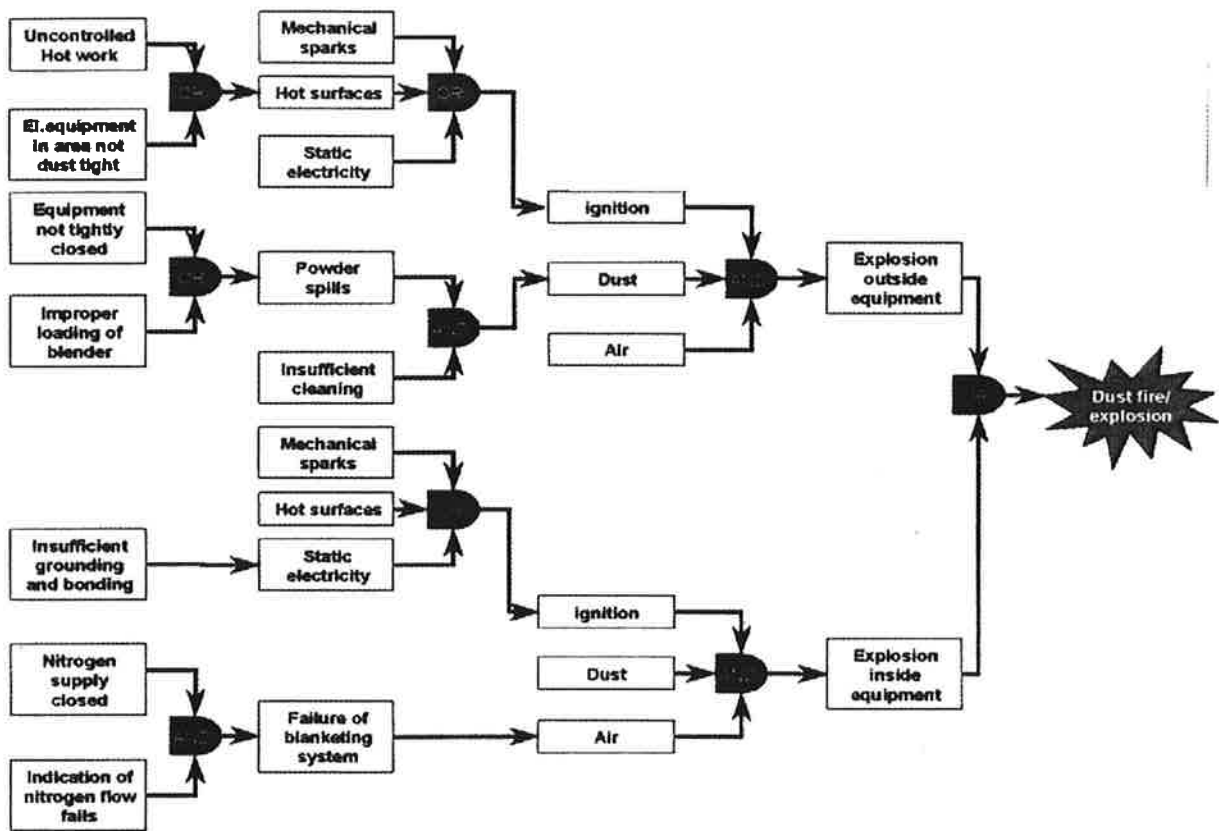 Uncontrolled
Hot work
El.equipment
in area not
dust tight
Mechanical
sparks
Hot surfaces
Static
electricity
OR
Equipment
not tightly
closed
Improper
loading of
blender
Powder
spills
Insufficient
cleaning
ignition
Dust
Air
Explosion
outside
equipment
Dust fire/
explosion
Mechanical
sparks
Hot surfaces
Static
electricity
Insufficient
grounding
and bonding
Nitrogen
supply
closed
Indication of
nitrogen flow
fails
Failure of
blanketing
system
ignition
Dust
Air
Explosion
inside
equipment